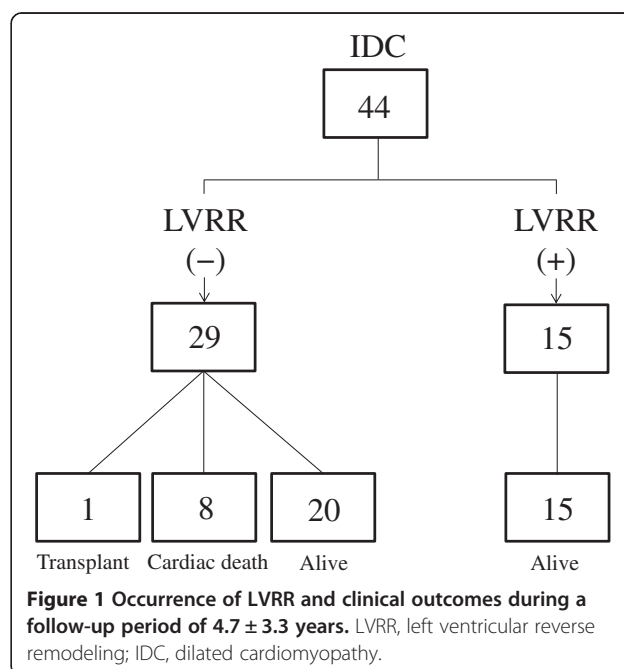 IDC
44
LVRR LVRR
(−) (+)
29 15
1 8 20 15
Transplant Cardiac death Alive Alive
Figure 1 Occurrence of LVRR and clinical outcomes during a
follow-up period of 4.7 ± 3.3 years. LVRR, left ventricular reverse
remodeling; IDC, dilated cardiomyopathy.